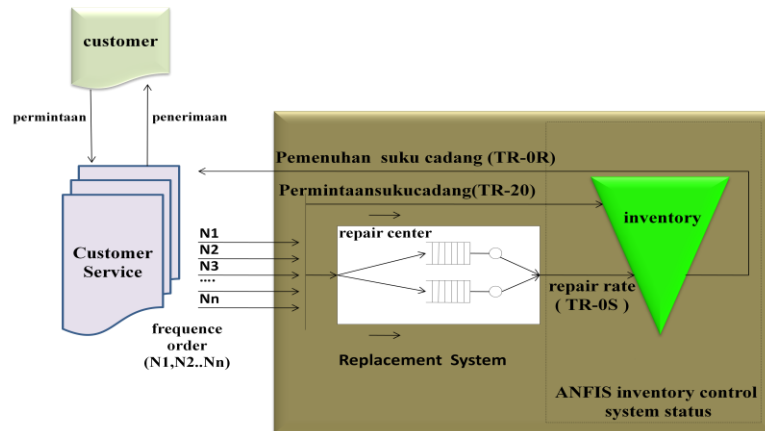 customer
permintaan
penerimaan
Pemenuhan suku cadang (TR-0R)
Permintaansukucadang(TR-20)
inventory
Customer
Service
N1
N2
N3
....
Nn
repair center
repair rate
( TR-0S )
frequence
order
(N1,N2..Nn)
Replacement System
ANFIS inventory control
system status